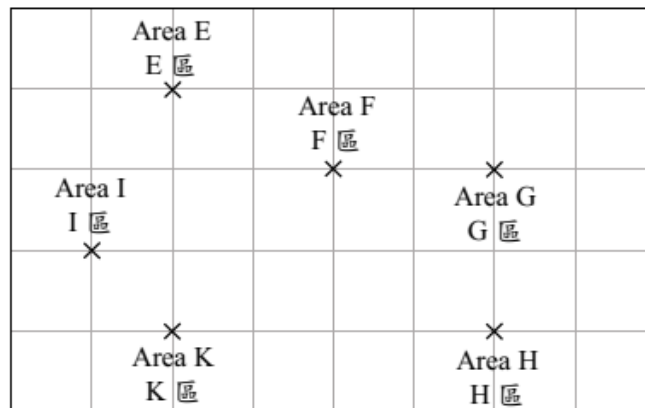 Area E
E 區
Area F
F 區
Area I
I 區
Area G
G 區
Area K
K 區
Area H
H 區